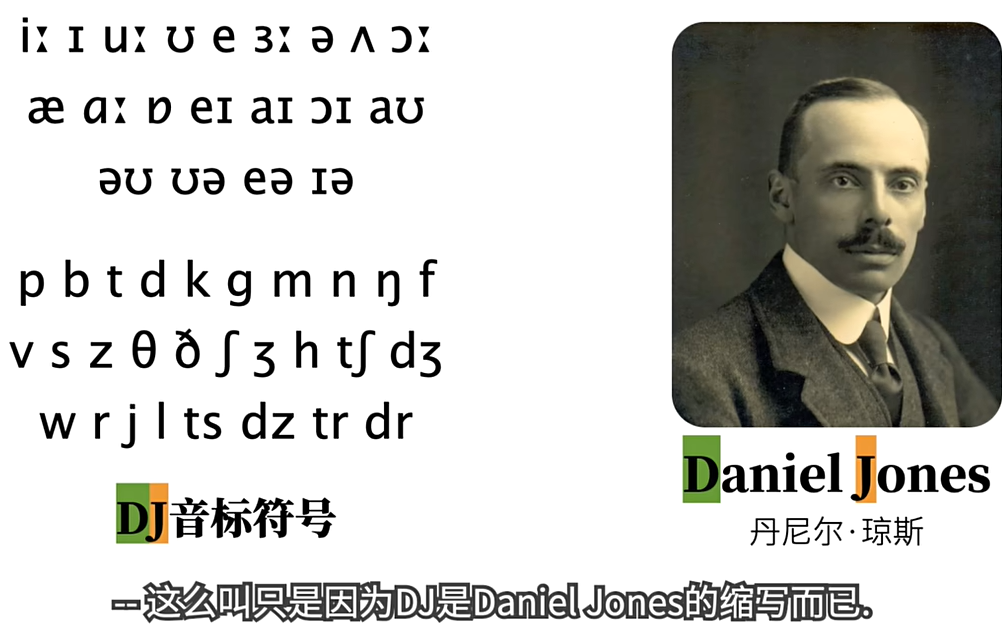 iː ɪ uː ʊ e ɜː ə ʌ ɔː
æ ɑː ɒ eɪ aɪ ɔɪ aʊ
əʊ ʊə eə ɪə
p b t d k g m n ŋ f
v s z θ ð ʃ ʒ h tʃ dʒ
w r j l ts dz tr dr
DJ音标符号
Daniel Jones
丹尼尔·琼斯
-- 这么叫只是因为DJ是Daniel Jones的缩写而已.